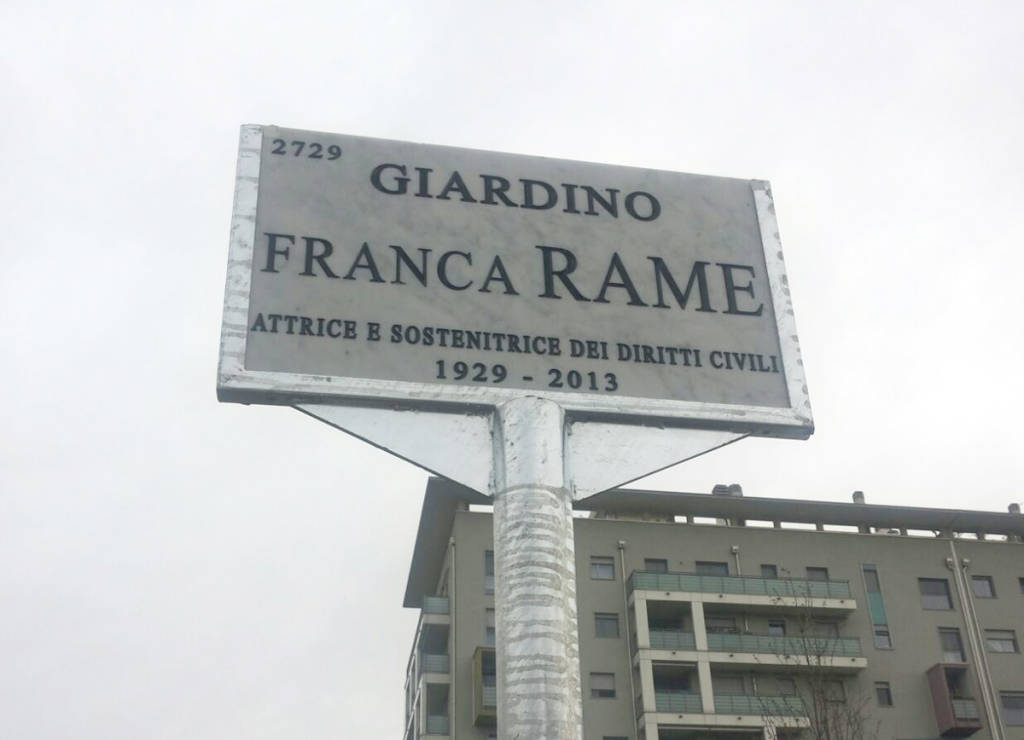 2729
GIARDINO
FRANCA RAME
ATTRICE E SOSTENITRICE DEI DIRITTI CIVILI
1929 - 2013